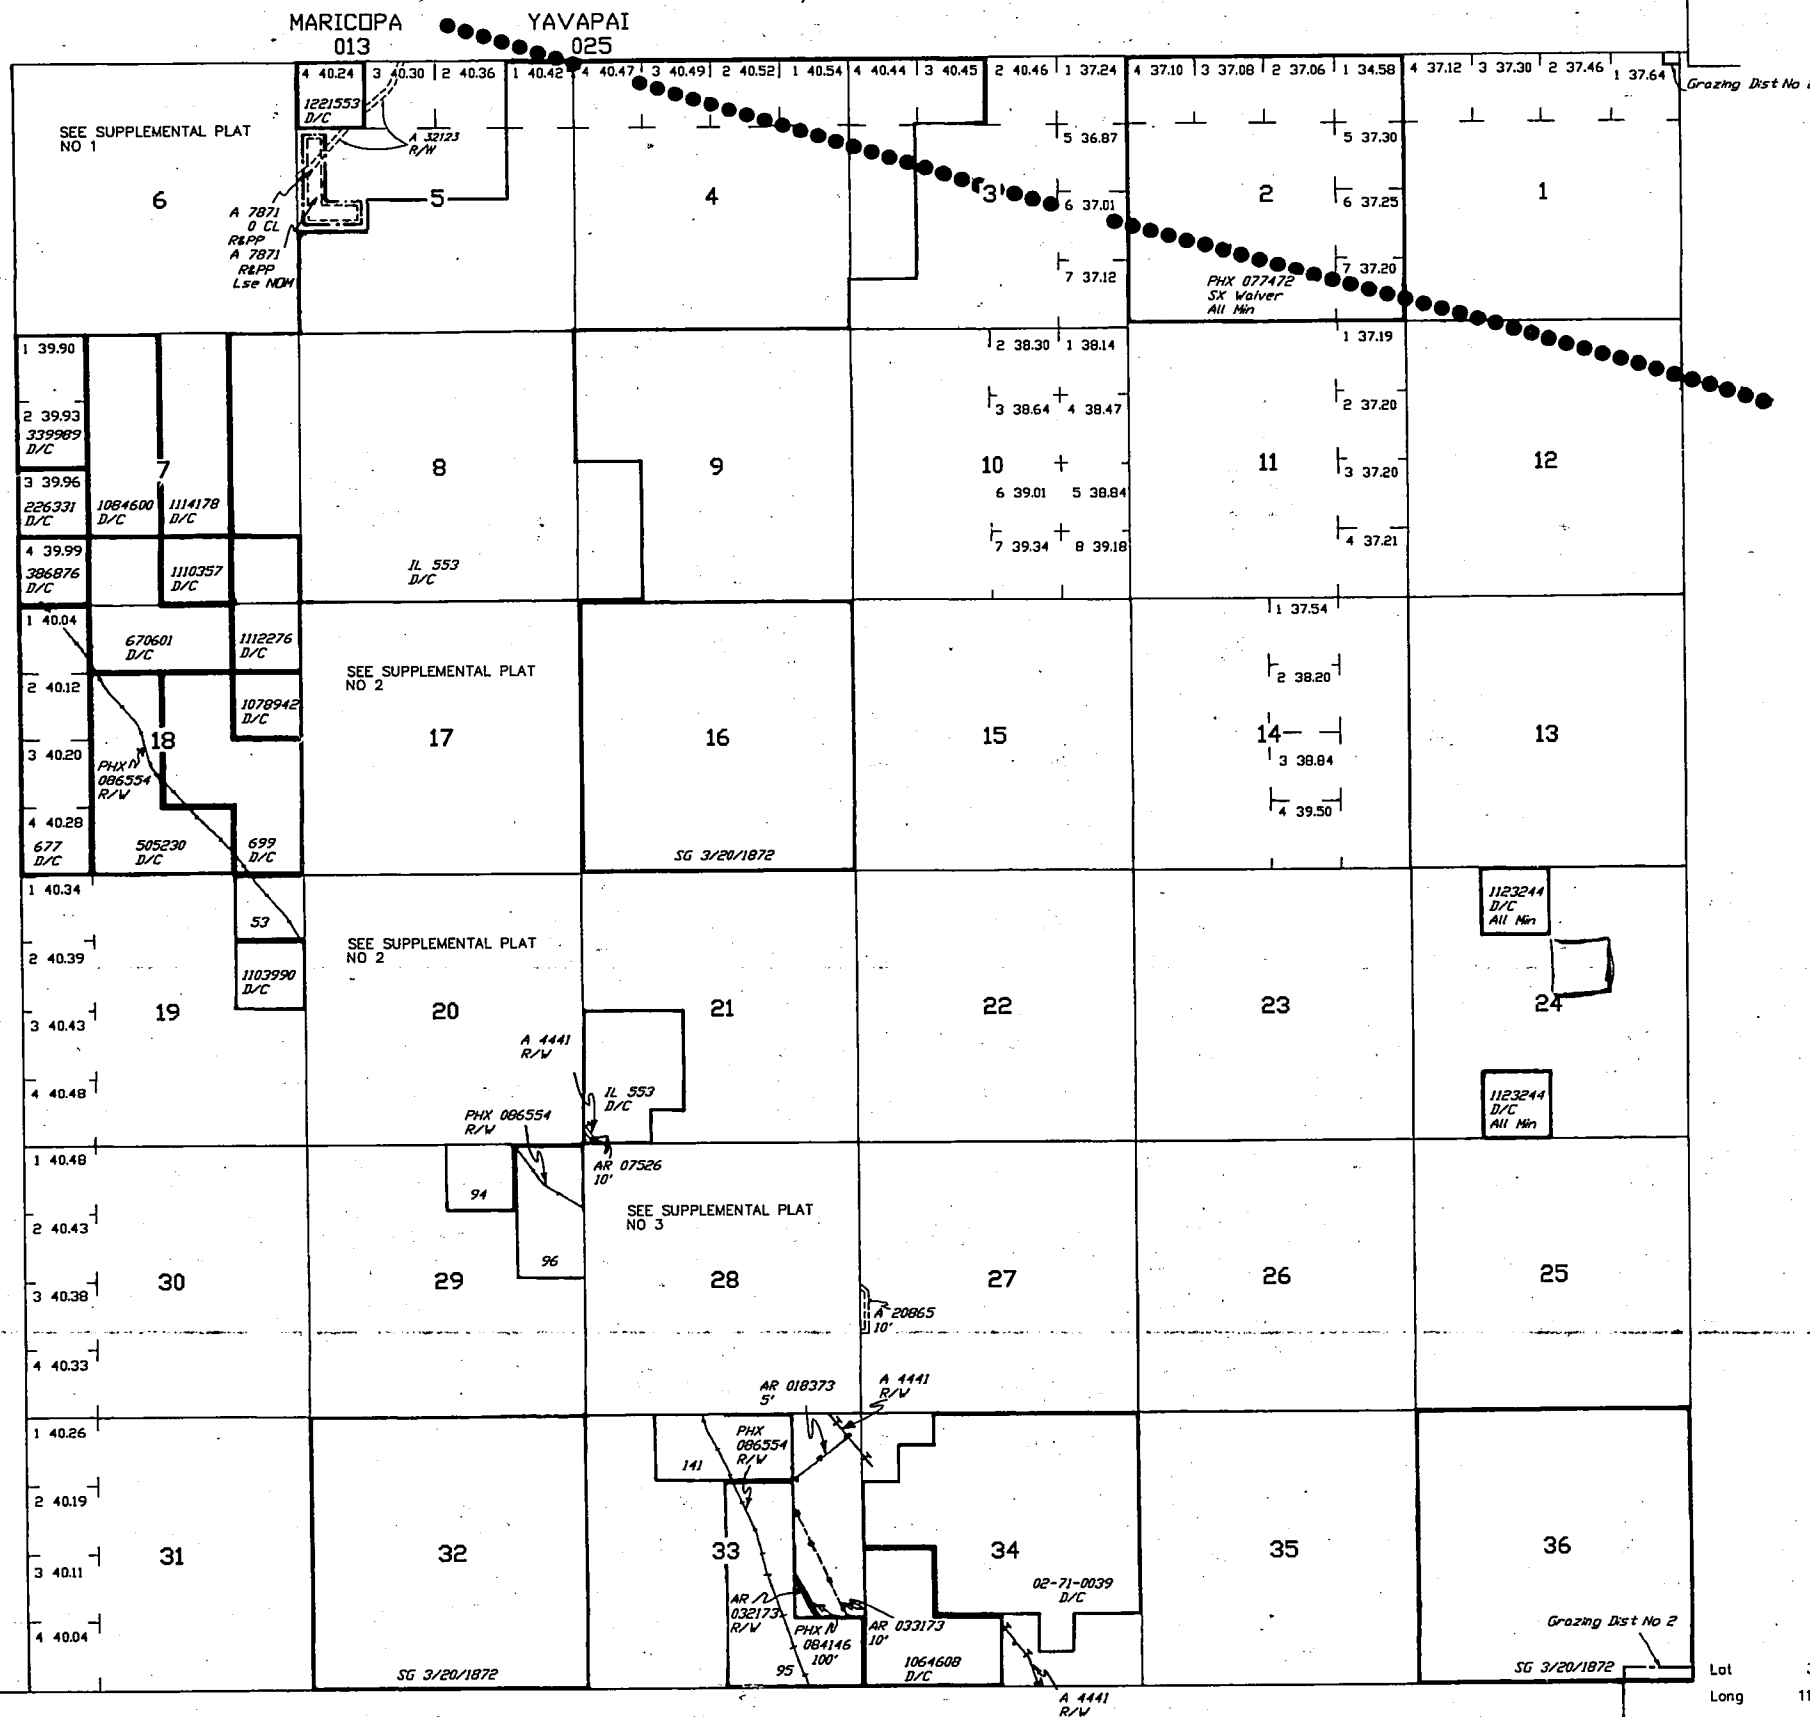 MARICOPA YAVAPAI
013 025
4 40.24 3 40.30 2 40.36 1 40.42 4 40.47 3 40.49 2 40.52 1 40.54 4 40.44 3 40.45 2 40.46 1 37.24 4 37.10 3 37.08 2 37.06 1 34.58 4 37.12 3 37.30 2 37.46 1 37.64
Grazing Dist No
1221553
D/C
SEE SUPPLEMENTAL PLAT
NO 1
A 32123
R/W
5 36.87
5 37.30
6
5
4
3
2
1
6 37.01
6 37.25
A 7871
O CL
R&PP
A 7871
R&PP
Lse NOM
7 37.12
7 37.20
PHX 077472
SX Waiver
All Min
1 39.90
2 38.30 1 38.14
1 37.19
2 39.93
339989
D/C
3 38.64 4 38.47
2 37.20
7
8
9
10
11
12
3 39.96
226331
D/C
1084600
D/C
1114178
D/C
6 39.01 5 38.84
3 37.20
4 39.99
386876
D/C
1110357
D/C
IL 553
D/C
7 39.34 8 39.18
4 37.21
1 40.04
670601
D/C
1112276
D/C
1 37.54
SEE SUPPLEMENTAL PLAT
NO 2
2 40.12
1078942
D/C
2 38.20
18
17
16
15
14
13
3 40.20
PHX
086554
R/W
3 38.84
4 40.28
4 39.50
677
D/C
505230
D/C
699
D/C
SG 3/20/1872
1 40.34
53
1123244
D/C
All Min
2 40.39
SEE SUPPLEMENTAL PLAT
NO 2
1103990
D/C
19
20
21
22
23
24
3 40.43
A 4441
R/W
4 40.48
IL 553
D/C
PHX 086554
R/W
1123244
D/C
All Min
1 40.48
AR 07526
10'
94
2 40.43
SEE SUPPLEMENTAL PLAT
NO 3
96
30
29
28
27
26
25
3 40.38
A 20865
10'
4 40.33
AR 018373
5'
A 4441
R/W
1 40.26
PHX
086554
R/W
141
2 40.19
31
32
33
34
35
36
3 40.11
02-71-0039
D/C
AR
032173
R/W
PHX
084146
100'
AR 033173
10'
4 40.04
Grazing Dist No 2
SG 3/20/1872
95
1064608
D/C
SG 3/20/1872
A 4441
R/W
Lat
Long 11